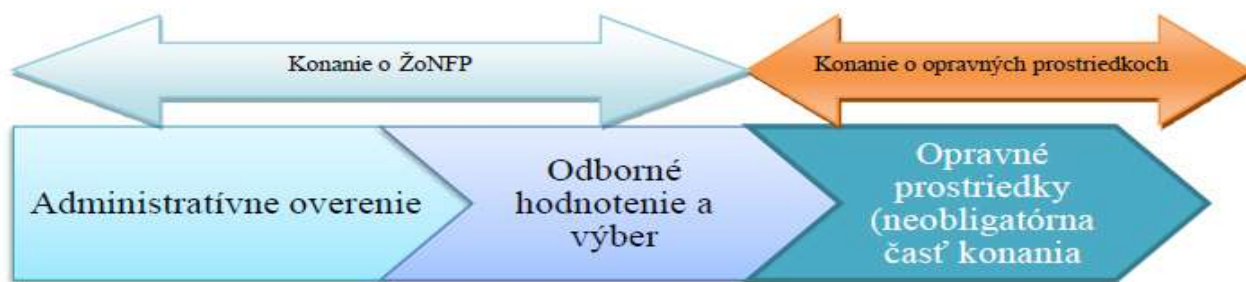 Konanie o ŽoNFP
Konanie o opravných prostriedkoch
Administratívne overenie
Odborné
hodnotenie a
výber
Opravné
prostriedky
(neobligatórna
časť konania